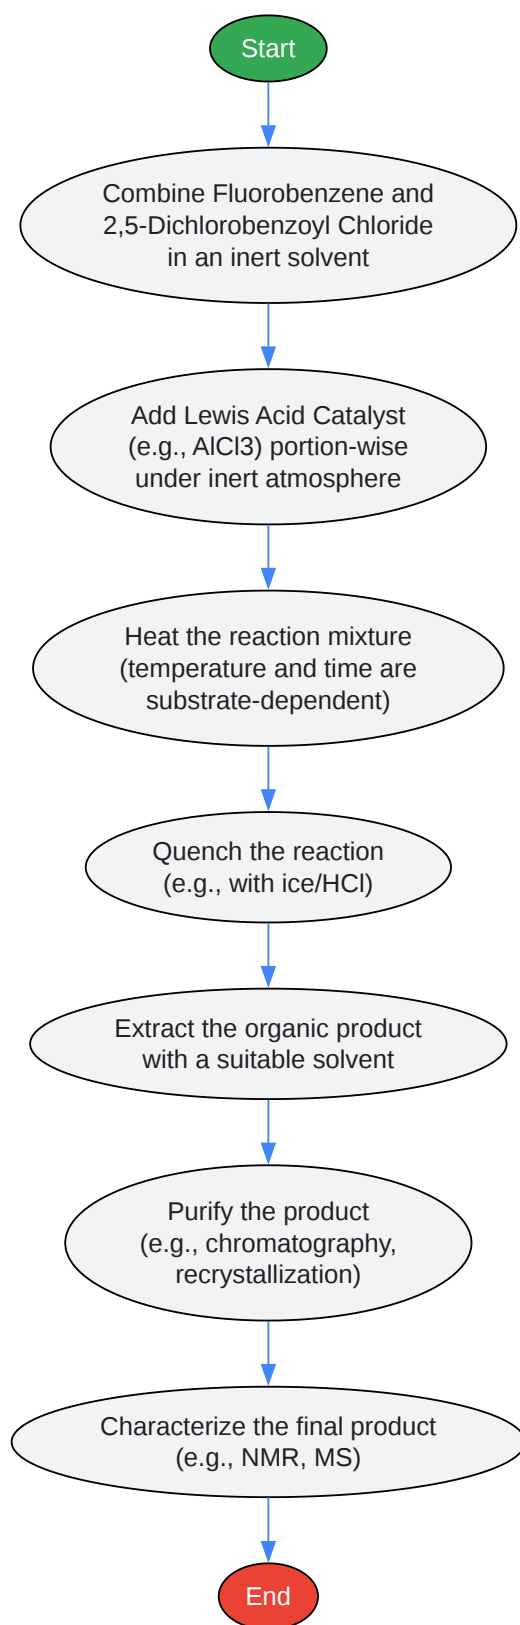 Start
Combine Fluorobenzene and
2,5-Dichlorobenzoyl Chloride
in an inert solvent
Add Lewis Acid Catalyst
(e.g., AlCl3) portion-wise
under inert atmosphere
Heat the reaction mixture
(temperature and time are
substrate-dependent)
Quench the reaction
(e.g., with ice/HCl)
Extract the organic product
with a suitable solvent
Purify the product
(e.g., chromatography,
recrystallization)
Characterize the final product
(e.g., NMR, MS)
End